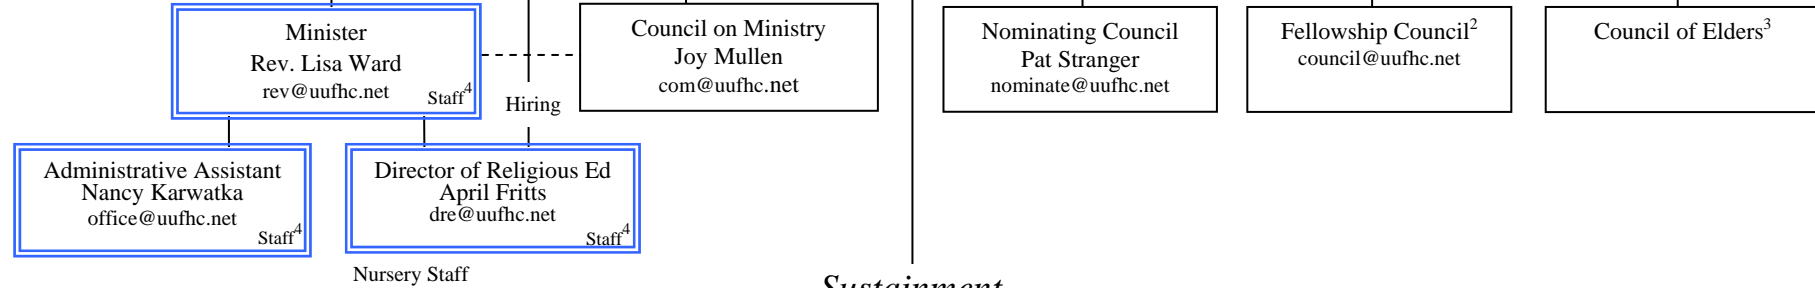 Minister
Rev. Lisa Ward
rev@uufhc.net
Staff4
Hiring
Council on Ministry
Joy Mullen
com@uufhc.net
Nominating Council
Pat Stranger
nominate@uufhc.net
Fellowship Council2
council@uufhc.net
Council of Elders3
Administrative Assistant
Nancy Karwatka
office@uufhc.net
Staff4
Director of Religious Ed
April Fritts
dre@uufhc.net
Staff4
Nursery Staff
Sustainment